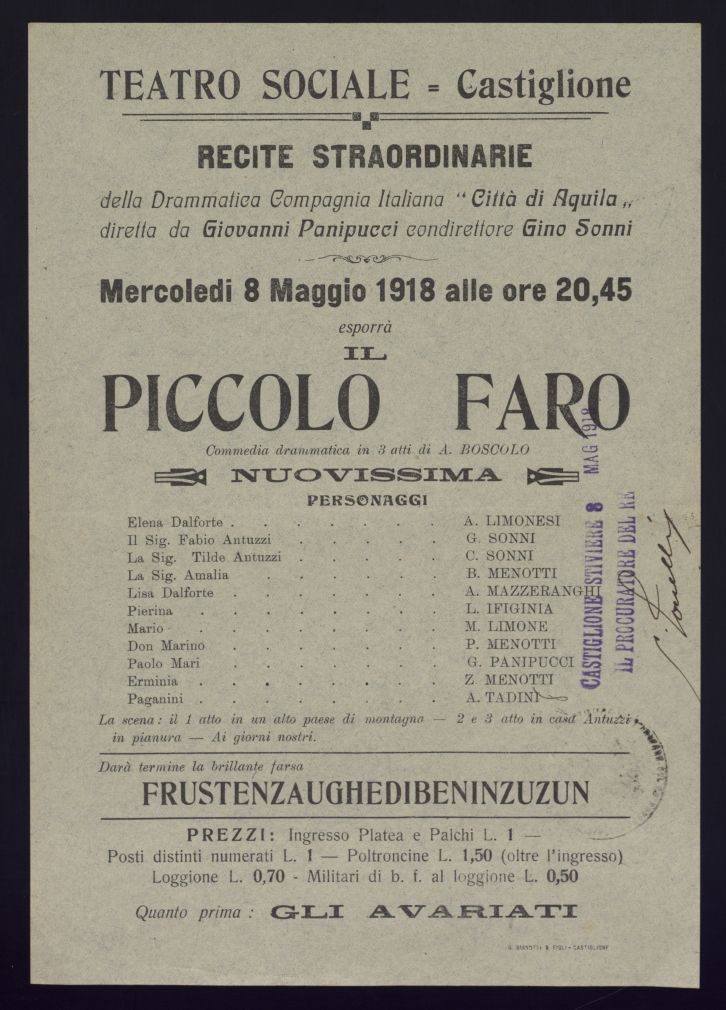 TEATRO SOCIALE = Castiglione
RECITE STRAORDINARIE
della Drammatica Compagnia Italiana "Città di Aquila„
diretta da Giovanni Panipucci condirettore Gino Sonni
Mercoledi 8 Maggio 1918 alle ore 20,45
esporrà
IL
PICCOLO FARO
Commedia drammatica in 3 atti di A. BOSCOLO
NUOVISSIMA
PERSONAGGI
Elena Dalforte . . . . . . . A. LIMONESI
Il Sig. Fabio Antuzzi . . . . . G. SONNI
La Sig. Tilde Antuzzi . . . . . C. SONNI
La Sig. Amalia . . . . . . B. MENOTTI
Lisa Dalforte . . . . . . . A. MAZZERANGHI
Pierina . . . . . . . . L. IFIGINIA
Mario . . . . . . . . M. LIMONE
Don Marino . . . . . . . P. MENOTTI
Paolo Mari . . . . . . . G. PANIPUCCI
Erminia . . . . . . . . Z. MENOTTI
Paganini . . . . . . . . A. TADINI
La scena: il 1 atto in un alto paese di montagna — 2 e 3 atto in casa Antuzzi
in pianura — Ai giorni nostri.
Darà termine la brillante farsa
FRUSTENZAUGHEDIBENINZUZUN
PREZZI: Ingresso Platea e Palchi L. 1 —
Posti distinti numerati L. 1 — Poltroncine L. 1,50 (oltre l'ingresso)
Loggione L. 0,70 - Militari di b. f. al loggione L. 0,50
Quanto prima: GLI AVARIATI
CASTIGLIONE STIVIERE 8 MAG 1918
IL PROCURATORE DEL RE